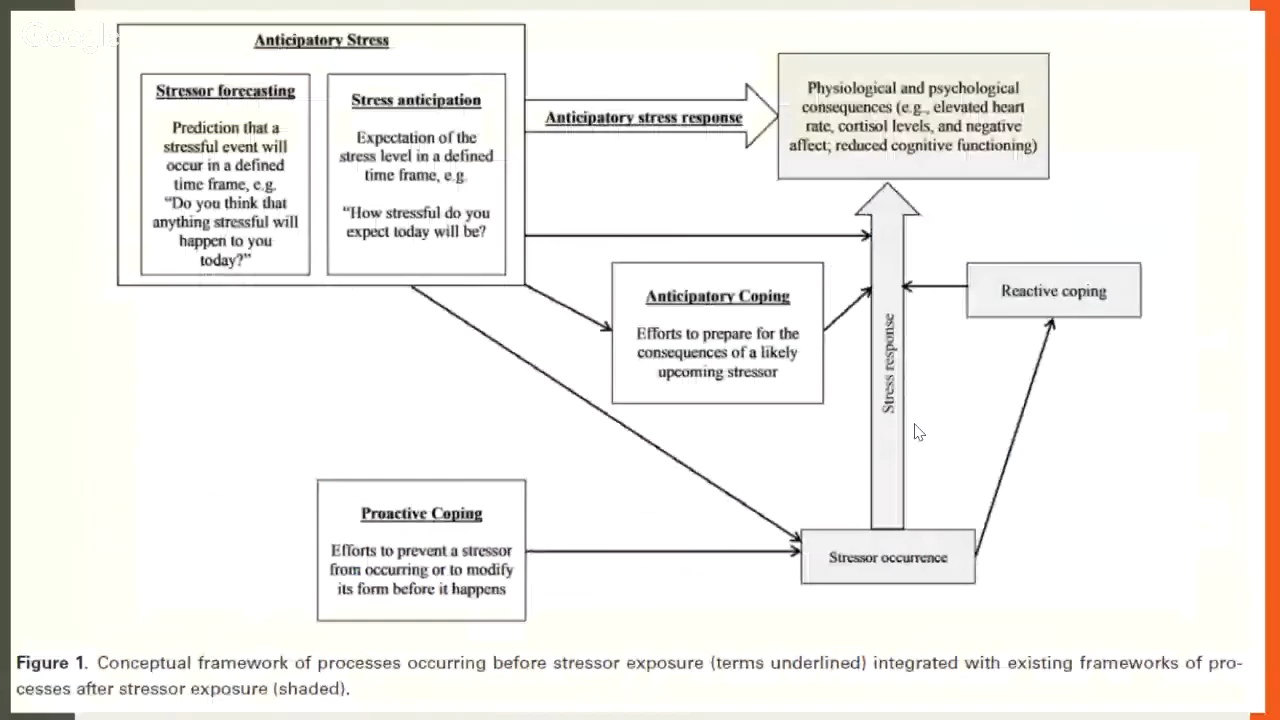 Google
Anticipatory Stress
Stressor forecasting
Prediction that a
stressful event will
occur in a defined
time frame, e.g.
“Do you think that
anything stressful will
happen to you
today?”
Stress anticipation
Expectation of the
stress level in a defined
time frame, e.g.
“How stressful do you
expect today will be?
Anticipatory stress response
Physiological and psychological
consequences (e.g., elevated heart
rate, cortisol levels, and negative
affect; reduced cognitive functioning)
Anticipatory Coping
Efforts to prepare for the
consequences of a likely
upcoming stressor
Reactive coping
Stress response
Proactive Coping
Efforts to prevent a stressor
from occurring or to modify
its form before it happens
Stressor occurrence
Figure 1. Conceptual framework of processes occurring before stressor exposure (terms underlined) integrated with existing frameworks of pro-
cesses after stressor exposure (shaded).